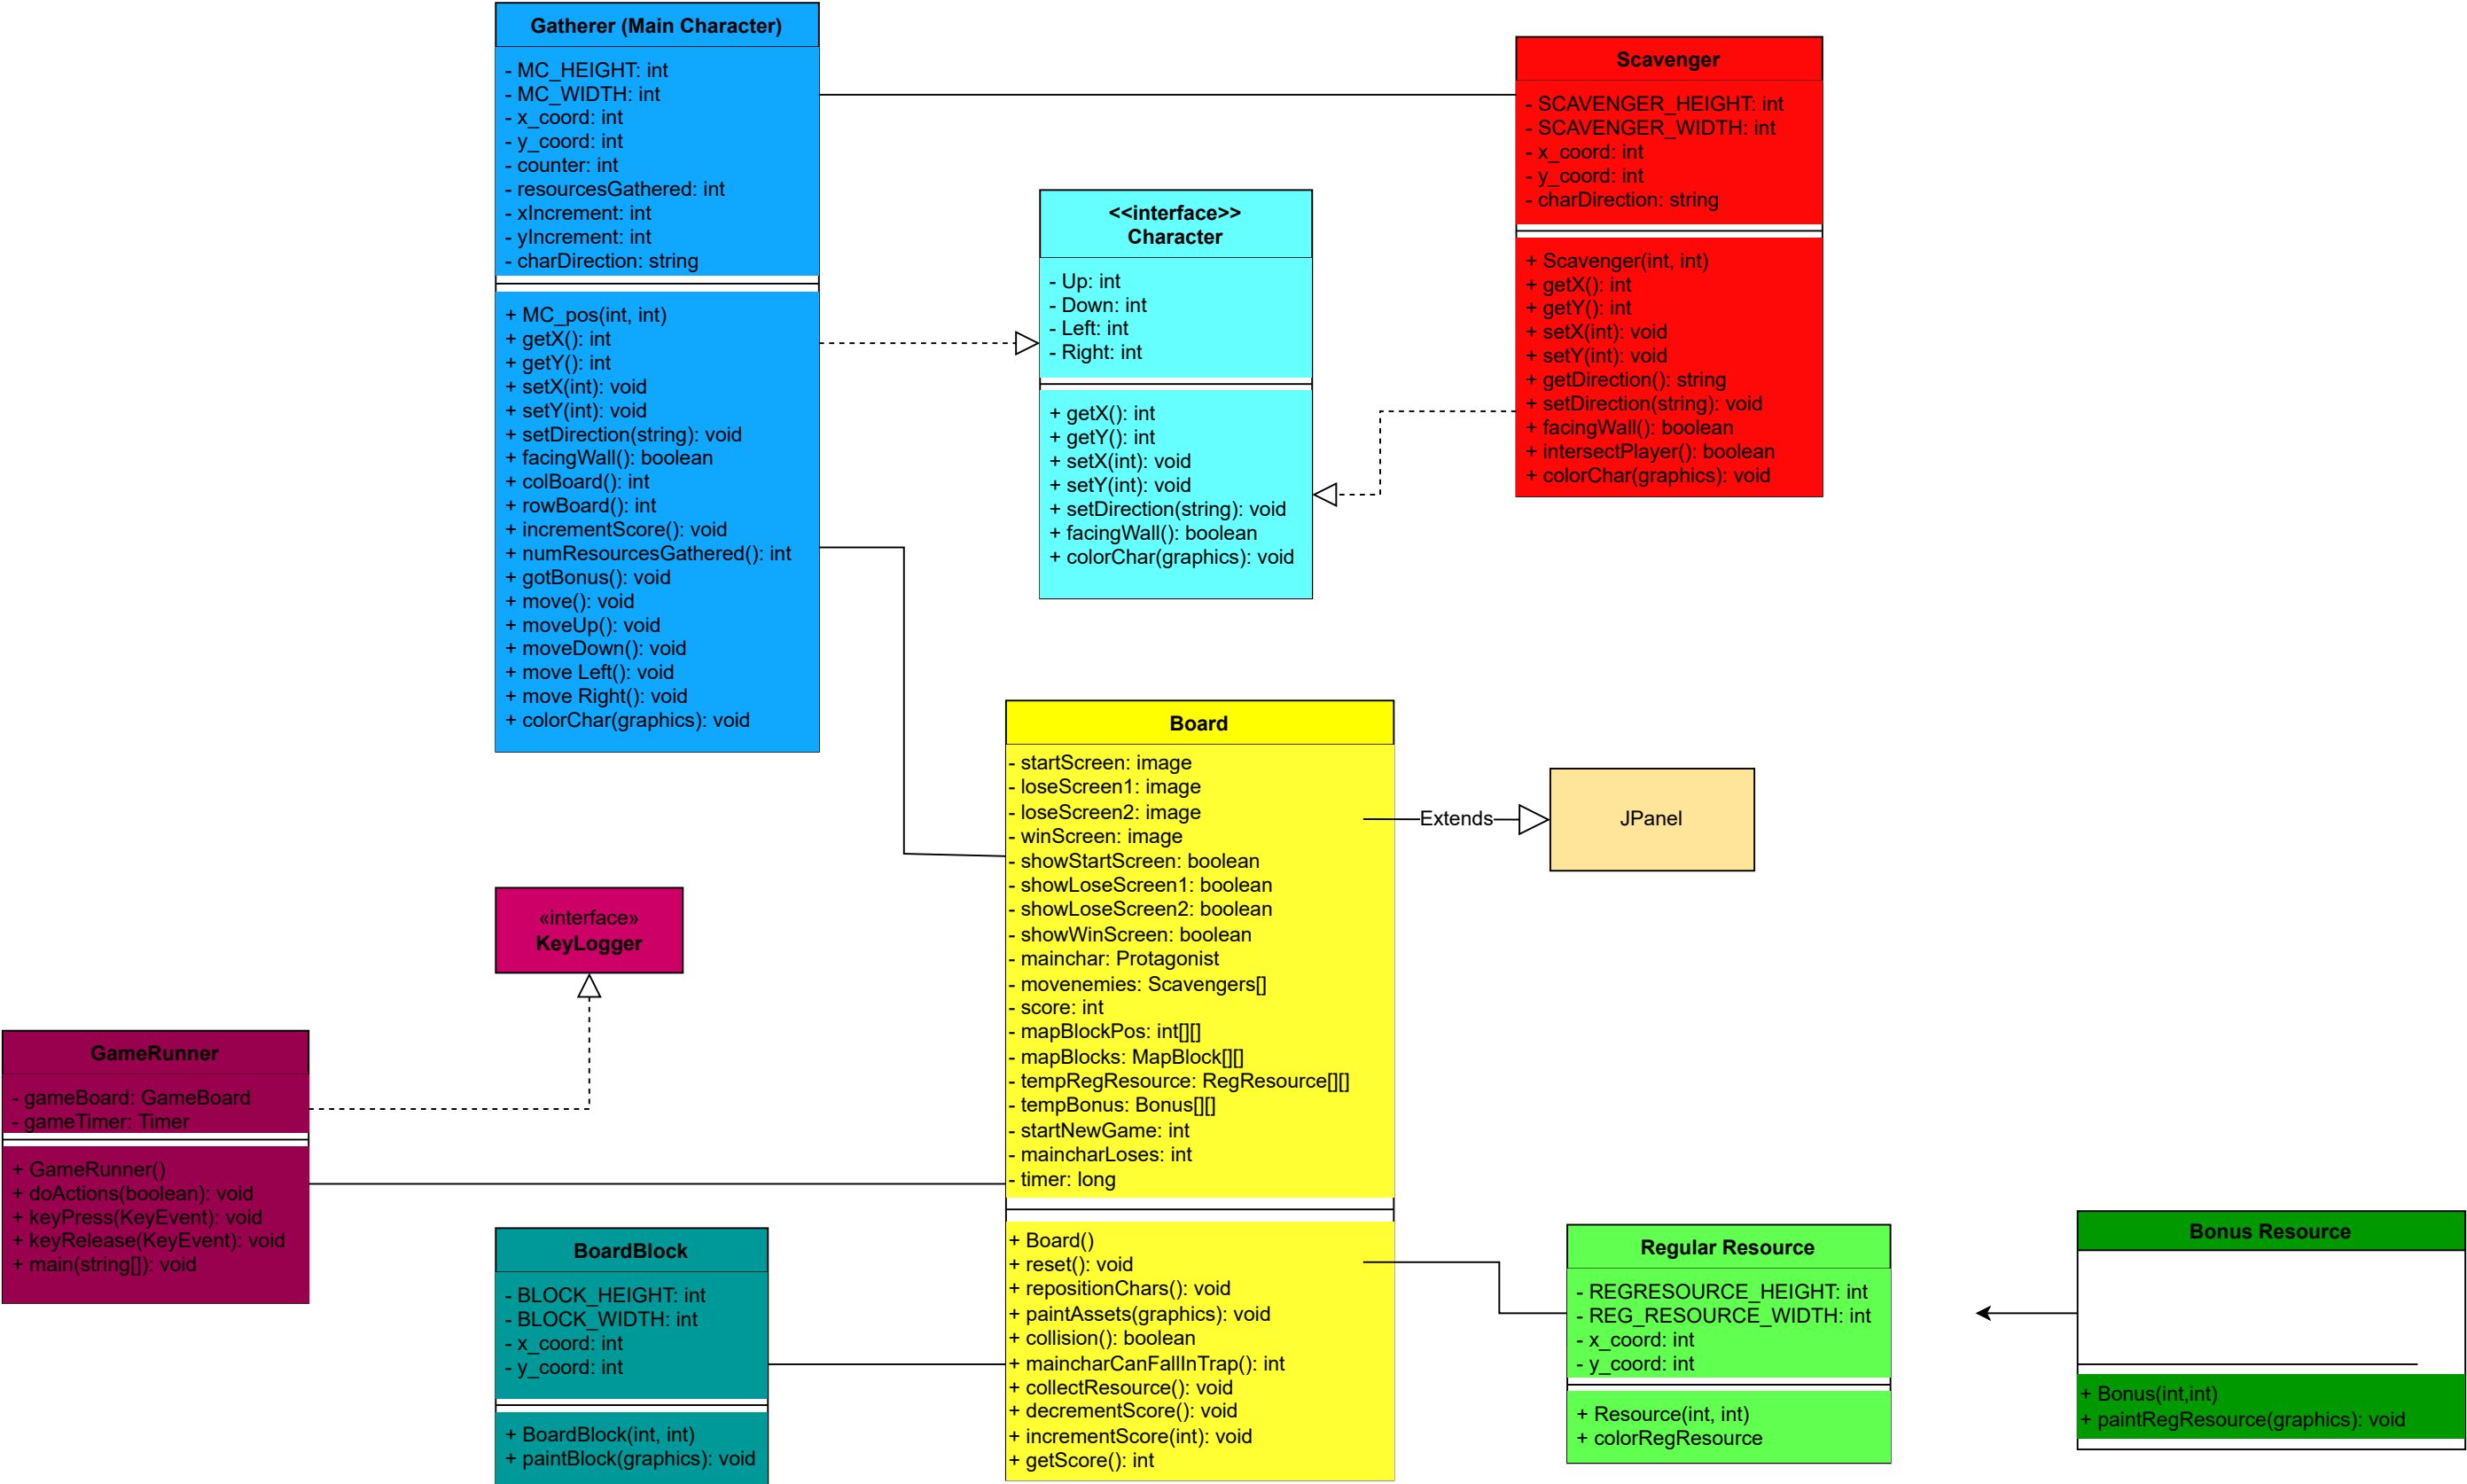 Gatherer (Main Character)
- MC_HEIGHT: int
- MC_WIDTH: int
- x_coord: int
- y_coord: int
- counter: int
- resourcesGathered: int
- xIncrement: int
- yIncrement: int
- charDirection: string
+ MC_pos(int, int)
+ getX(): int
+ getY(): int
+ setX(int): void
+ setY(int): void
+ setDirection(string): void
+ facingWall(): boolean
+ colBoard(): int
+ rowBoard(): int
+ incrementScore(): void
+ numResourcesGathered(): int
+ gotBonus(): void
+ move(): void
+ moveUp(): void
+ moveDown(): void
+ move Left(): void
+ move Right(): void
+ colorChar(graphics): void
<<interface>>
Character
- Up: int
- Down: int
- Left: int
- Right: int
+ getX(): int
+ getY(): int
+ setX(int): void
+ setY(int): void
+ setDirection(string): void
+ facingWall(): boolean
+ colorChar(graphics): void
Scavenger
- SCAVENGER_HEIGHT: int
- SCAVENGER_WIDTH: int
- x_coord: int
- y_coord: int
- charDirection: string
+ Scavenger(int, int)
+ getX(): int
+ getY(): int
+ setX(int): void
+ setY(int): void
+ getDirection(): string
+ setDirection(string): void
+ facingWall(): boolean
+ intersectPlayer(): boolean
+ colorChar(graphics): void
Board
- startScreen: image
- loseScreen1: image
- loseScreen2: image
- winScreen: image
- showStartScreen: boolean
- showLoseScreen1: boolean
- showLoseScreen2: boolean
- showWinScreen: boolean
- mainchar: Protagonist
- movenemies: Scavengers[]
- score: int
- mapBlockPos: int[][]
- mapBlocks: MapBlock[][]
- tempRegResource: RegResource[][]
- tempBonus: Bonus[][]
- startNewGame: int
- maincharLoses: int
- timer: long
+ Board()
+ reset(): void
+ repositionChars(): void
+ paintAssets(graphics): void
+ collision(): boolean
+ maincharCanFallInTrap(): int
+ collectResource(): void
+ decrementScore(): void
+ incrementScore(int): void
+ getScore(): int
Extends
JPanel
«interface»
KeyLogger
GameRunner
- gameBoard: GameBoard
- gameTimer: Timer
+ GameRunner()
+ doActions(boolean): void
+ keyPress(KeyEvent): void
+ keyRelease(KeyEvent): void
+ main(string[]): void
BoardBlock
- BLOCK_HEIGHT: int
- BLOCK_WIDTH: int
- x_coord: int
- y_coord: int
+ BoardBlock(int, int)
+ paintBlock(graphics): void
Regular Resource
- REGRESOURCE_HEIGHT: int
- REG_RESOURCE_WIDTH: int
- x_coord: int
- y_coord: int
+ Resource(int, int)
+ colorRegResource
Bonus Resource
+ Bonus(int,int)
+ paintRegResource(graphics): void